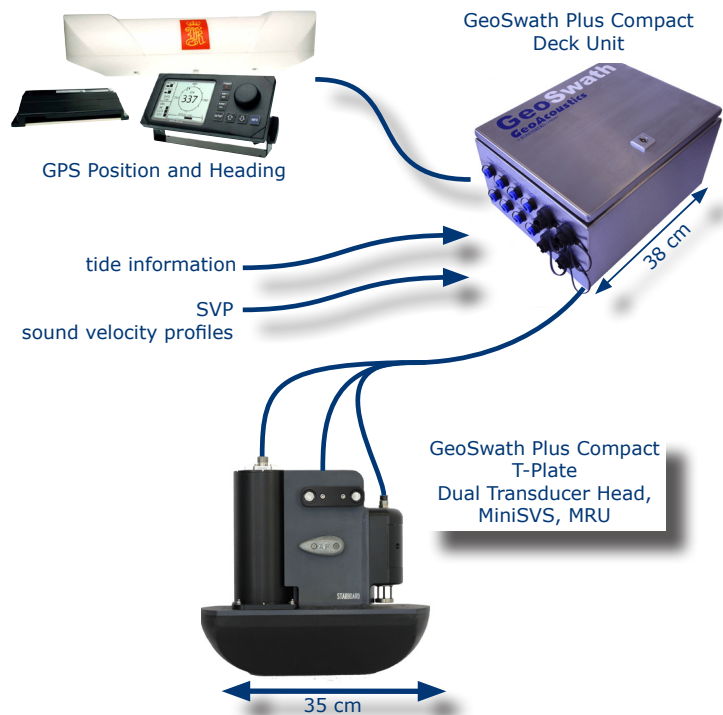 GeoSwath Plus Compact
Deck Unit
337
GeoSwath
GeoAcoustics
GPS Position and Heading
38 cm
tide information
SVP
sound velocity profiles
GeoSwath Plus Compact
T-Plate
Dual Transducer Head,
MiniSVS, MRU
STARBOARD
35 cm